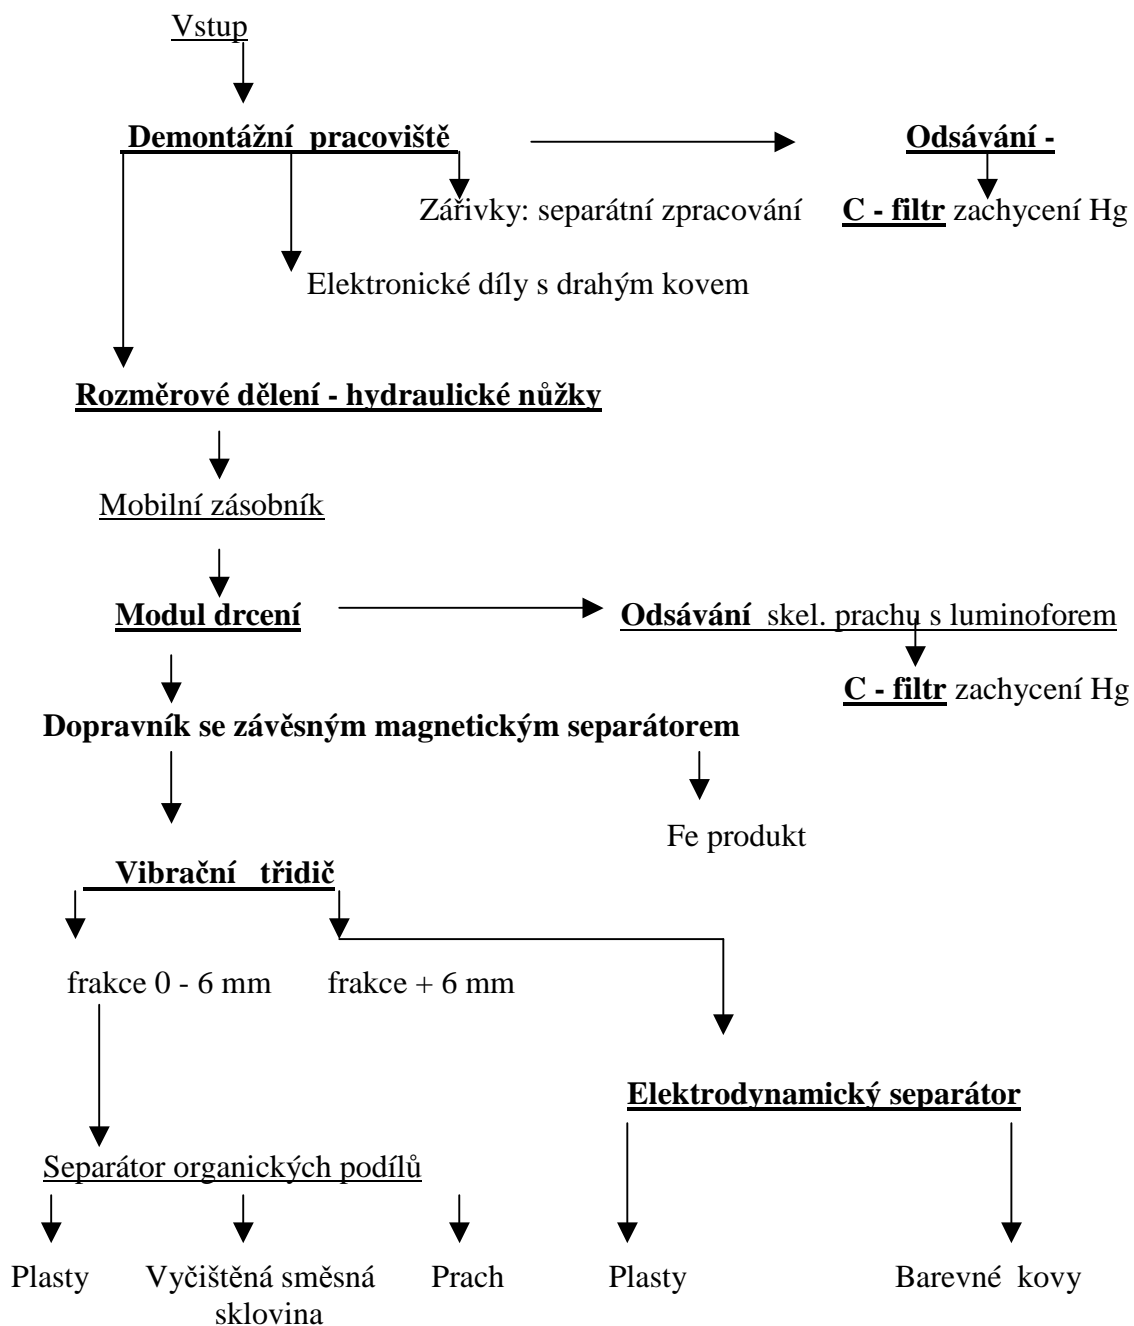 Vstup
Demontážní pracoviště
Odsávání -
Zářivky: separátní zpracování
C - filtr zachycení Hg
Elektronické díly s drahým kovem
Rozměrové dělení - hydraulické nůžky
Mobilní zásobník
Modul drcení
Odsávání skel. prachu s luminoforem
C - filtr zachycení Hg
Dopravník se závěsným magnetickým separátorem
Fe produkt
Vibrační třidič
frakce 0 - 6 mm
frakce + 6 mm
Elektrodynamický separátor
Separátor organických podílů
Plasty
Vyčištěná směsná
sklovina
Prach
Plasty
Barevné kovy